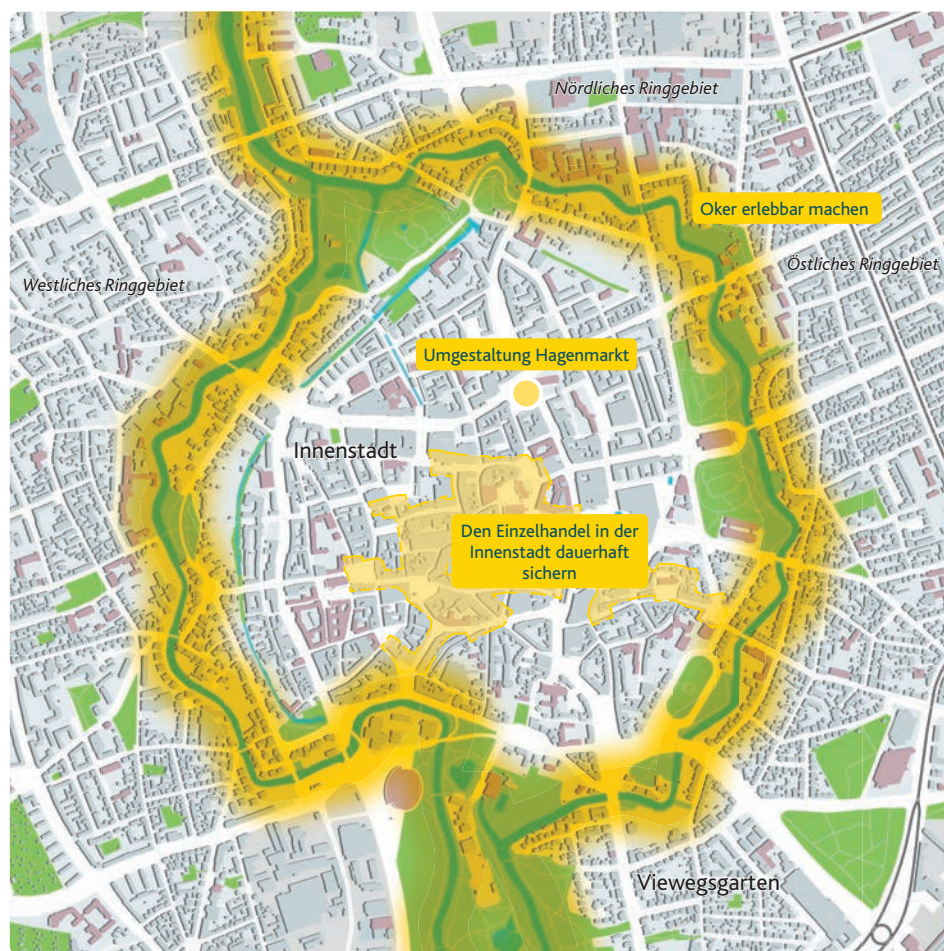 Nördliches Ringgebiet
Oker erlebbar machen
Östliches Ringgebiet
Westliches Ringgebiet
Umgestaltung Hagenmarkt
Innenstadt
Den Einzelhandel in der
Innenstadt dauerhaft
sichern
Viewegsgarten